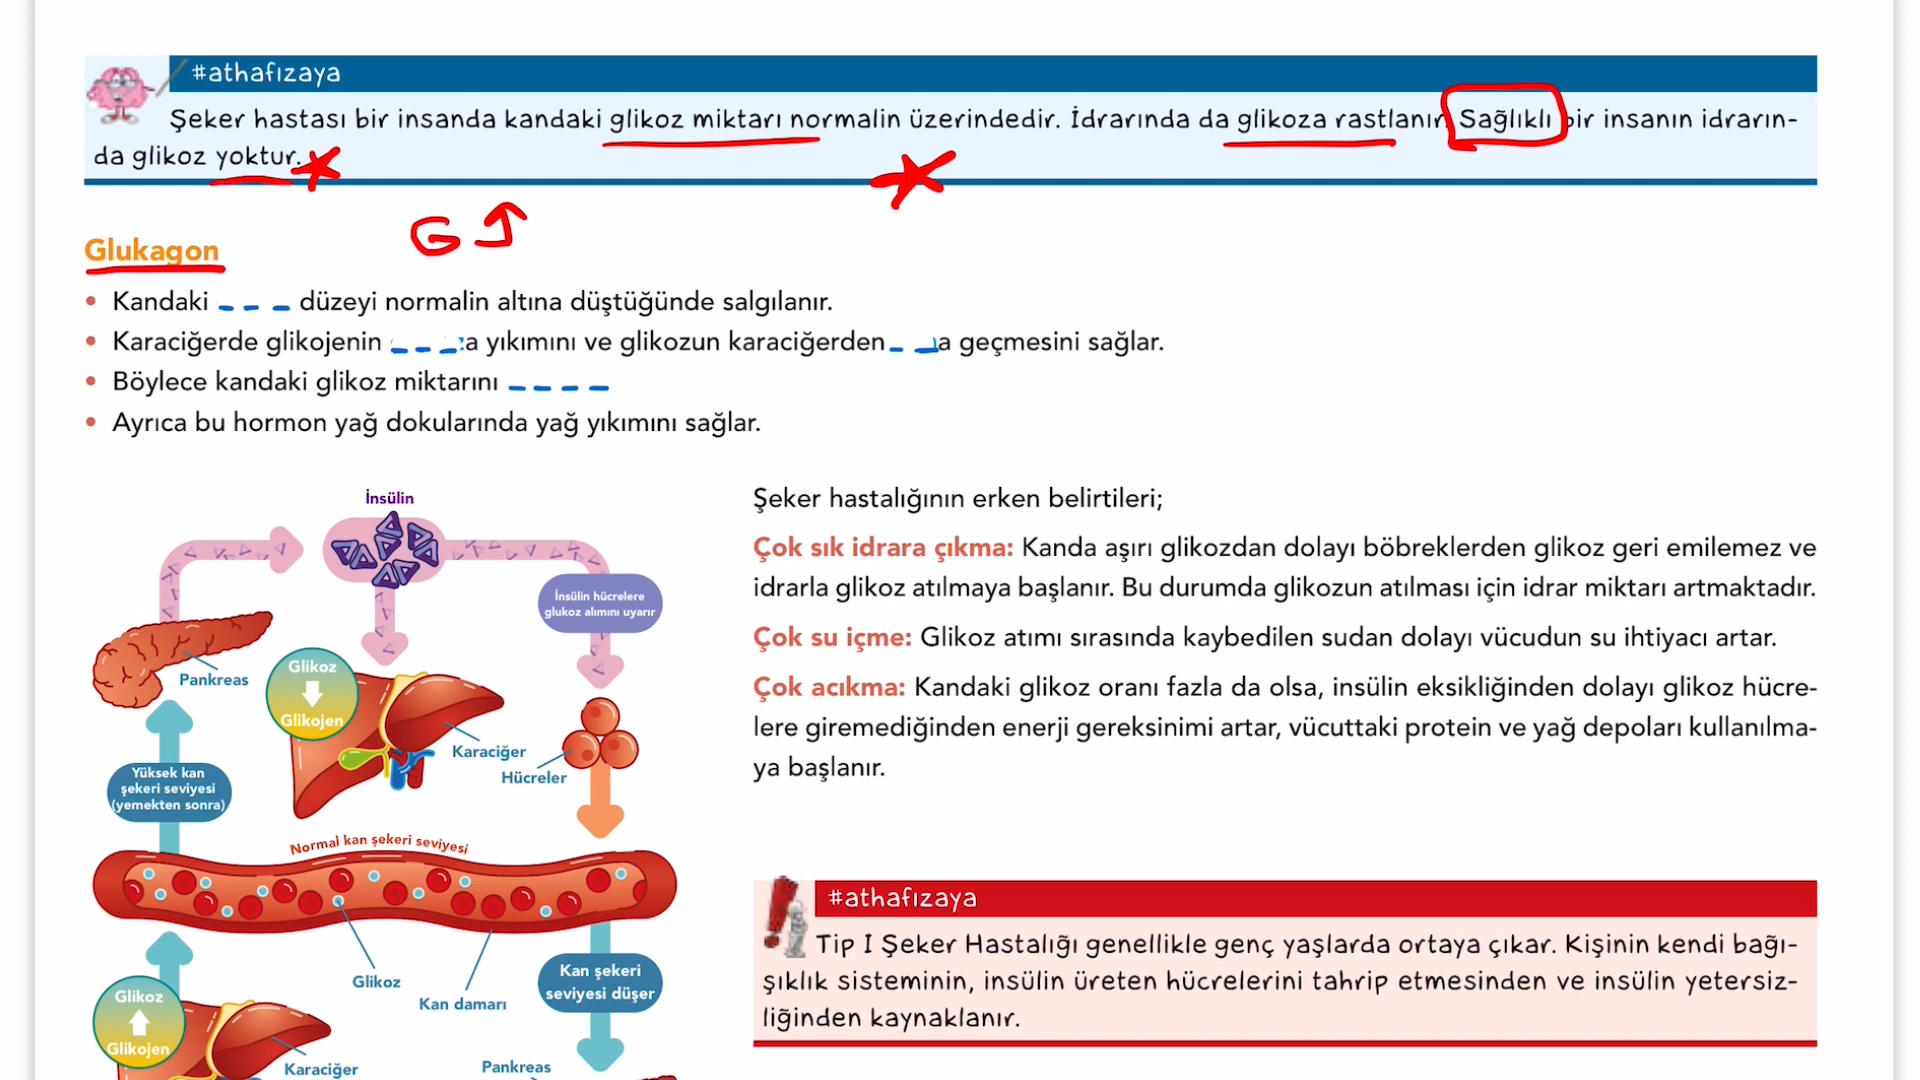 #athafızaya
Şeker hastası bir insanda kandaki glikoz miktarı normalin üzerindedir. İdrarında da glikoza rastlanır. Sağlıklı bir insanın idrarın-
da glikoz yoktur.
G ↑
Glukagon
• Kandaki _ _ _ düzeyi normalin altına düştüğünde salgılanır.
• Karaciğerde glikojenin _ _ _ a yıkımını ve glikozun karaciğerden _ _ a geçmesini sağlar.
• Böylece kandaki glikoz miktarını _ _ _ _
• Ayrıca bu hormon yağ dokularında yağ yıkımını sağlar.
İnsülin
İnsülin hücrelere
glukoz alımını uyarır
Pankreas
Glikoz
Glikojen
Karaciğer
Hücreler
Yüksek kan
şekeri seviyesi
(yemekten sonra)
Normal kan şekeri seviyesi
Glikoz
Kan damarı
Kan şekeri
seviyesi düşer
Glikoz
Glikojen
Karaciğer
Pankreas
Şeker hastalığının erken belirtileri;
Çok sık idrara çıkma: Kanda aşırı glikozdan dolayı böbreklerden glikoz geri emilemez ve
idrarla glikoz atılmaya başlanır. Bu durumda glikozun atılması için idrar miktarı artmaktadır.
Çok su içme: Glikoz atımı sırasında kaybedilen sudan dolayı vücudun su ihtiyacı artar.
Çok acıkma: Kandaki glikoz oranı fazla da olsa, insülin eksikliğinden dolayı glikoz hücre-
lere giremediğinden enerji gereksinimi artar, vücuttaki protein ve yağ depoları kullanılma-
ya başlanır.
#athafızaya
Tip I Şeker Hastalığı genellikle genç yaşlarda ortaya çıkar. Kişinin kendi bağı-
şıklık sisteminin, insülin üreten hücrelerini tahrip etmesinden ve insülin yetersiz-
liğinden kaynaklanır.